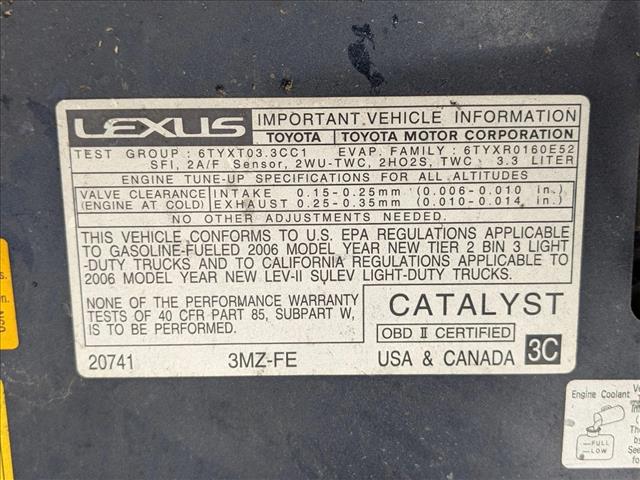 LEXUS
IMPORTANT VEHICLE INFORMATION
TOYOTA TOYOTA MOTOR CORPORATION
TEST GROUP : 6TYXT03.3CC1 EVAP. FAMILY : 6TYXR0160E52
SFI, 2A/F Sensor, 2WU-TWC, 2HO2S, TWC 3.3 LITER
ENGINE TUNE-UP SPECIFICATIONS FOR ALL ALTITUDES
VALVE CLEARANCE INTAKE 0.15-0.25mm (0.006-0.010 in.)
(ENGINE AT COLD) EXHAUST 0.25-0.35mm (0.010-0.014 in.)
NO OTHER ADJUSTMENTS NEEDED.
THIS VEHICLE CONFORMS TO U.S. EPA REGULATIONS APPLICABLE
TO GASOLINE-FUELED 2006 MODEL YEAR NEW TIER 2 BIN 3 LIGHT
-DUTY TRUCKS AND TO CALIFORNIA REGULATIONS APPLICABLE TO
2006 MODEL YEAR NEW LEV-II SULEV LIGHT-DUTY TRUCKS.
NONE OF THE PERFORMANCE WARRANTY
TESTS OF 40 CFR PART 85, SUBPART W,
IS TO BE PERFORMED.
CATALYST
OBD II CERTIFIED
20741 3MZ-FE USA & CANADA 3C
Engine Coolant
FULL
LOW
The
by
See
for
s.
n.